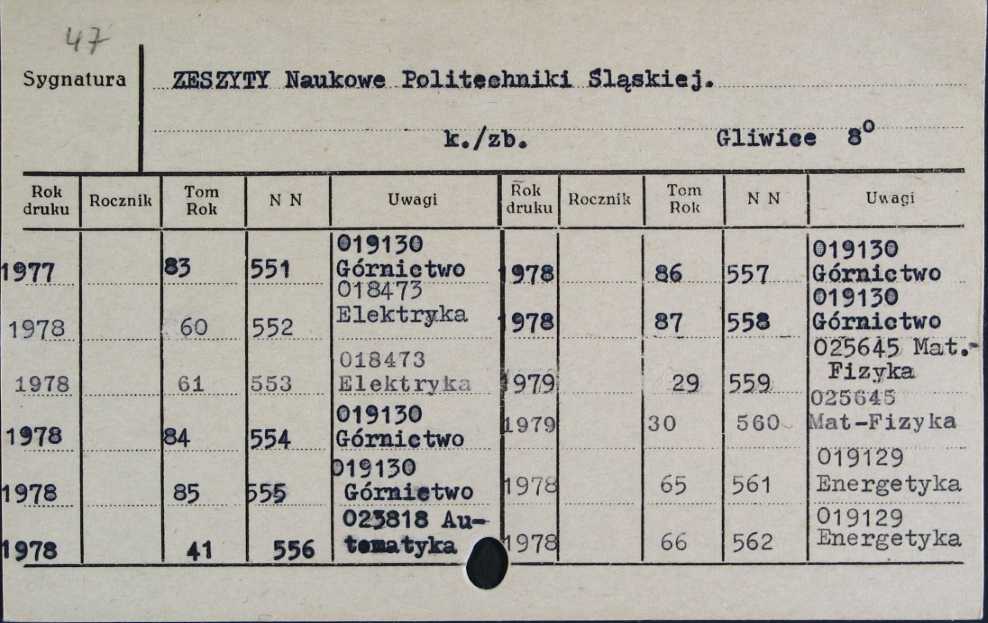 47
Sygnatura
ZESZYTY Naukowe Politechniki Śląskiej.
k./zb. Gliwice 8°
Rok druku Rocznik Tom Rok N N Uwagi Rok druku Rocznik Tom Rok N N Uwagi
1977 83 551 019130 Górnictwo
1978 60 552 018473 Elektryka
1978 61 553 018473 Elektryka
1978 84 554 019130 Górnictwo
1978 85 555 019130 Górnictwo
1978 41 556 023818 Au-tomatyka
1978 86 557 019130 Górnictwo
1978 87 558 019130 Górnictwo
1979 29 559 025645 Mat.-Fizyka
1979 30 560 025645 Mat-Fizyka
1978 65 561 019129 Energetyka
1978 66 562 019129 Energetyka